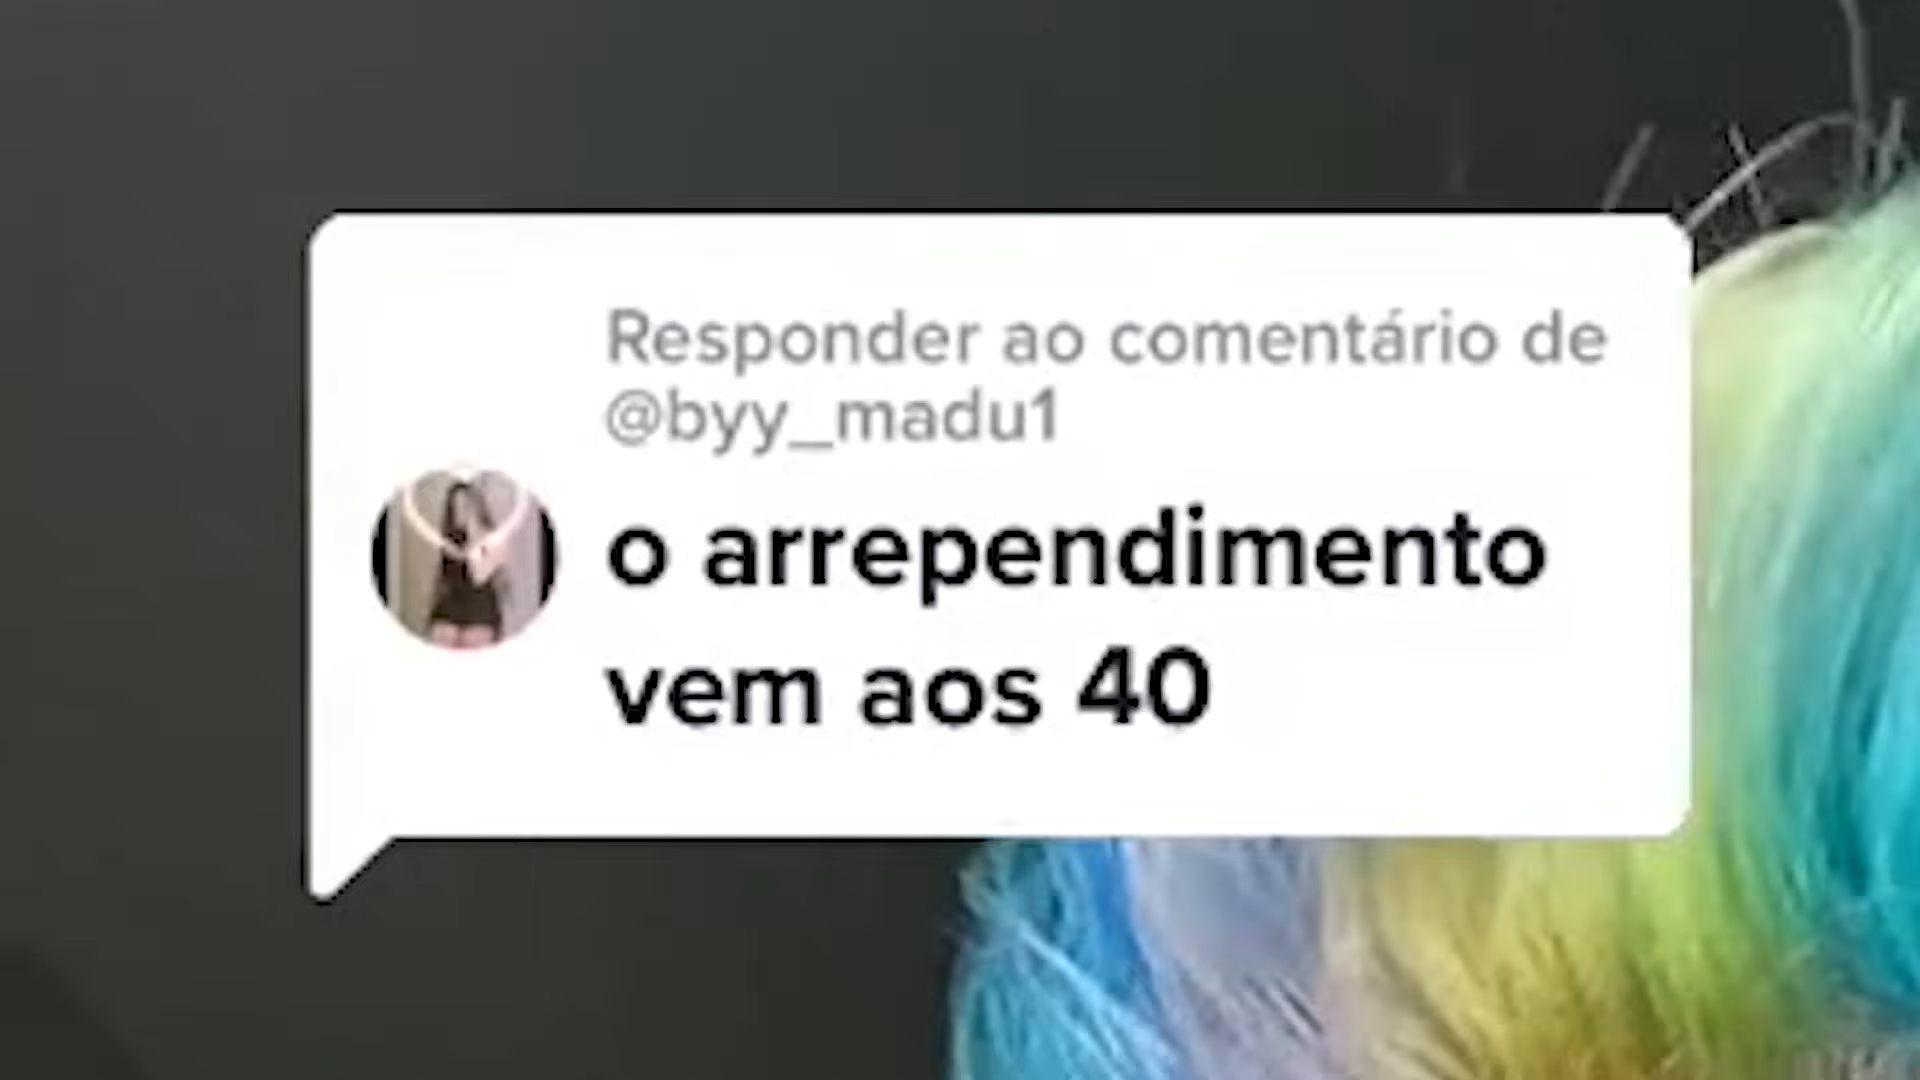 Responder ao comentário de
@byy_madu1
o arrependimento
vem aos 40